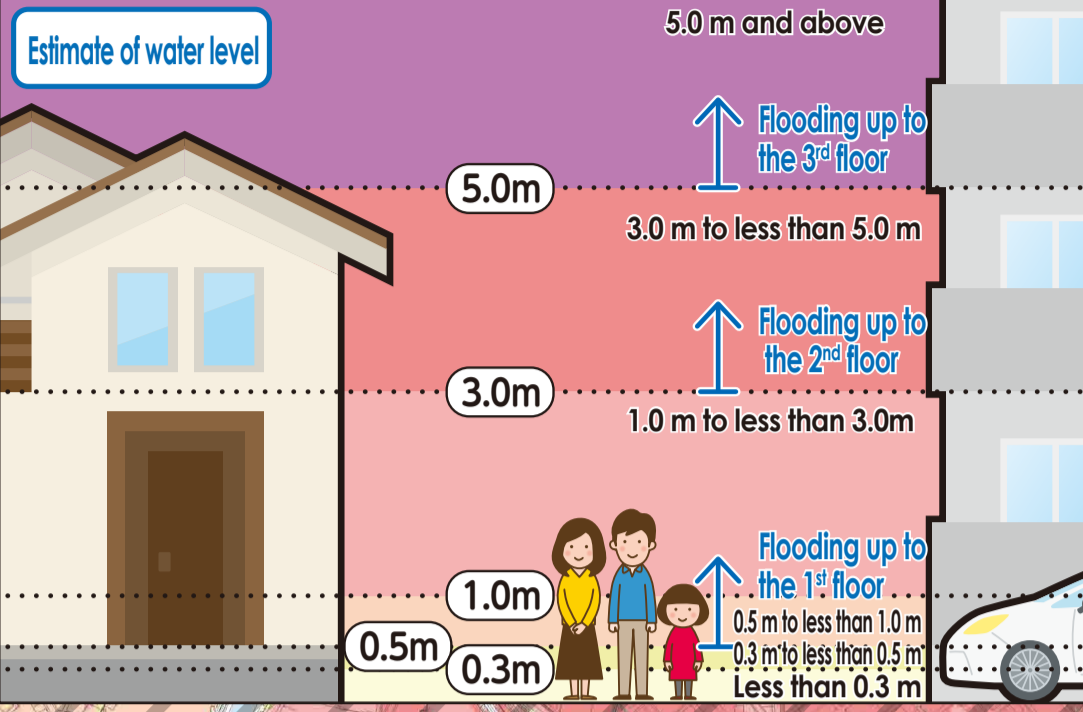 Estimate of water level
5.0 m and above
Flooding up to
the 3rd floor
5.0m
3.0 m to less than 5.0 m
Flooding up to
the 2nd floor
3.0m
1.0 m to less than 3.0m
Flooding up to
the 1st floor
1.0m
0.5 m to less than 1.0 m
0.5m
0.3 m to less than 0.5 m
0.3m
Less than 0.3 m